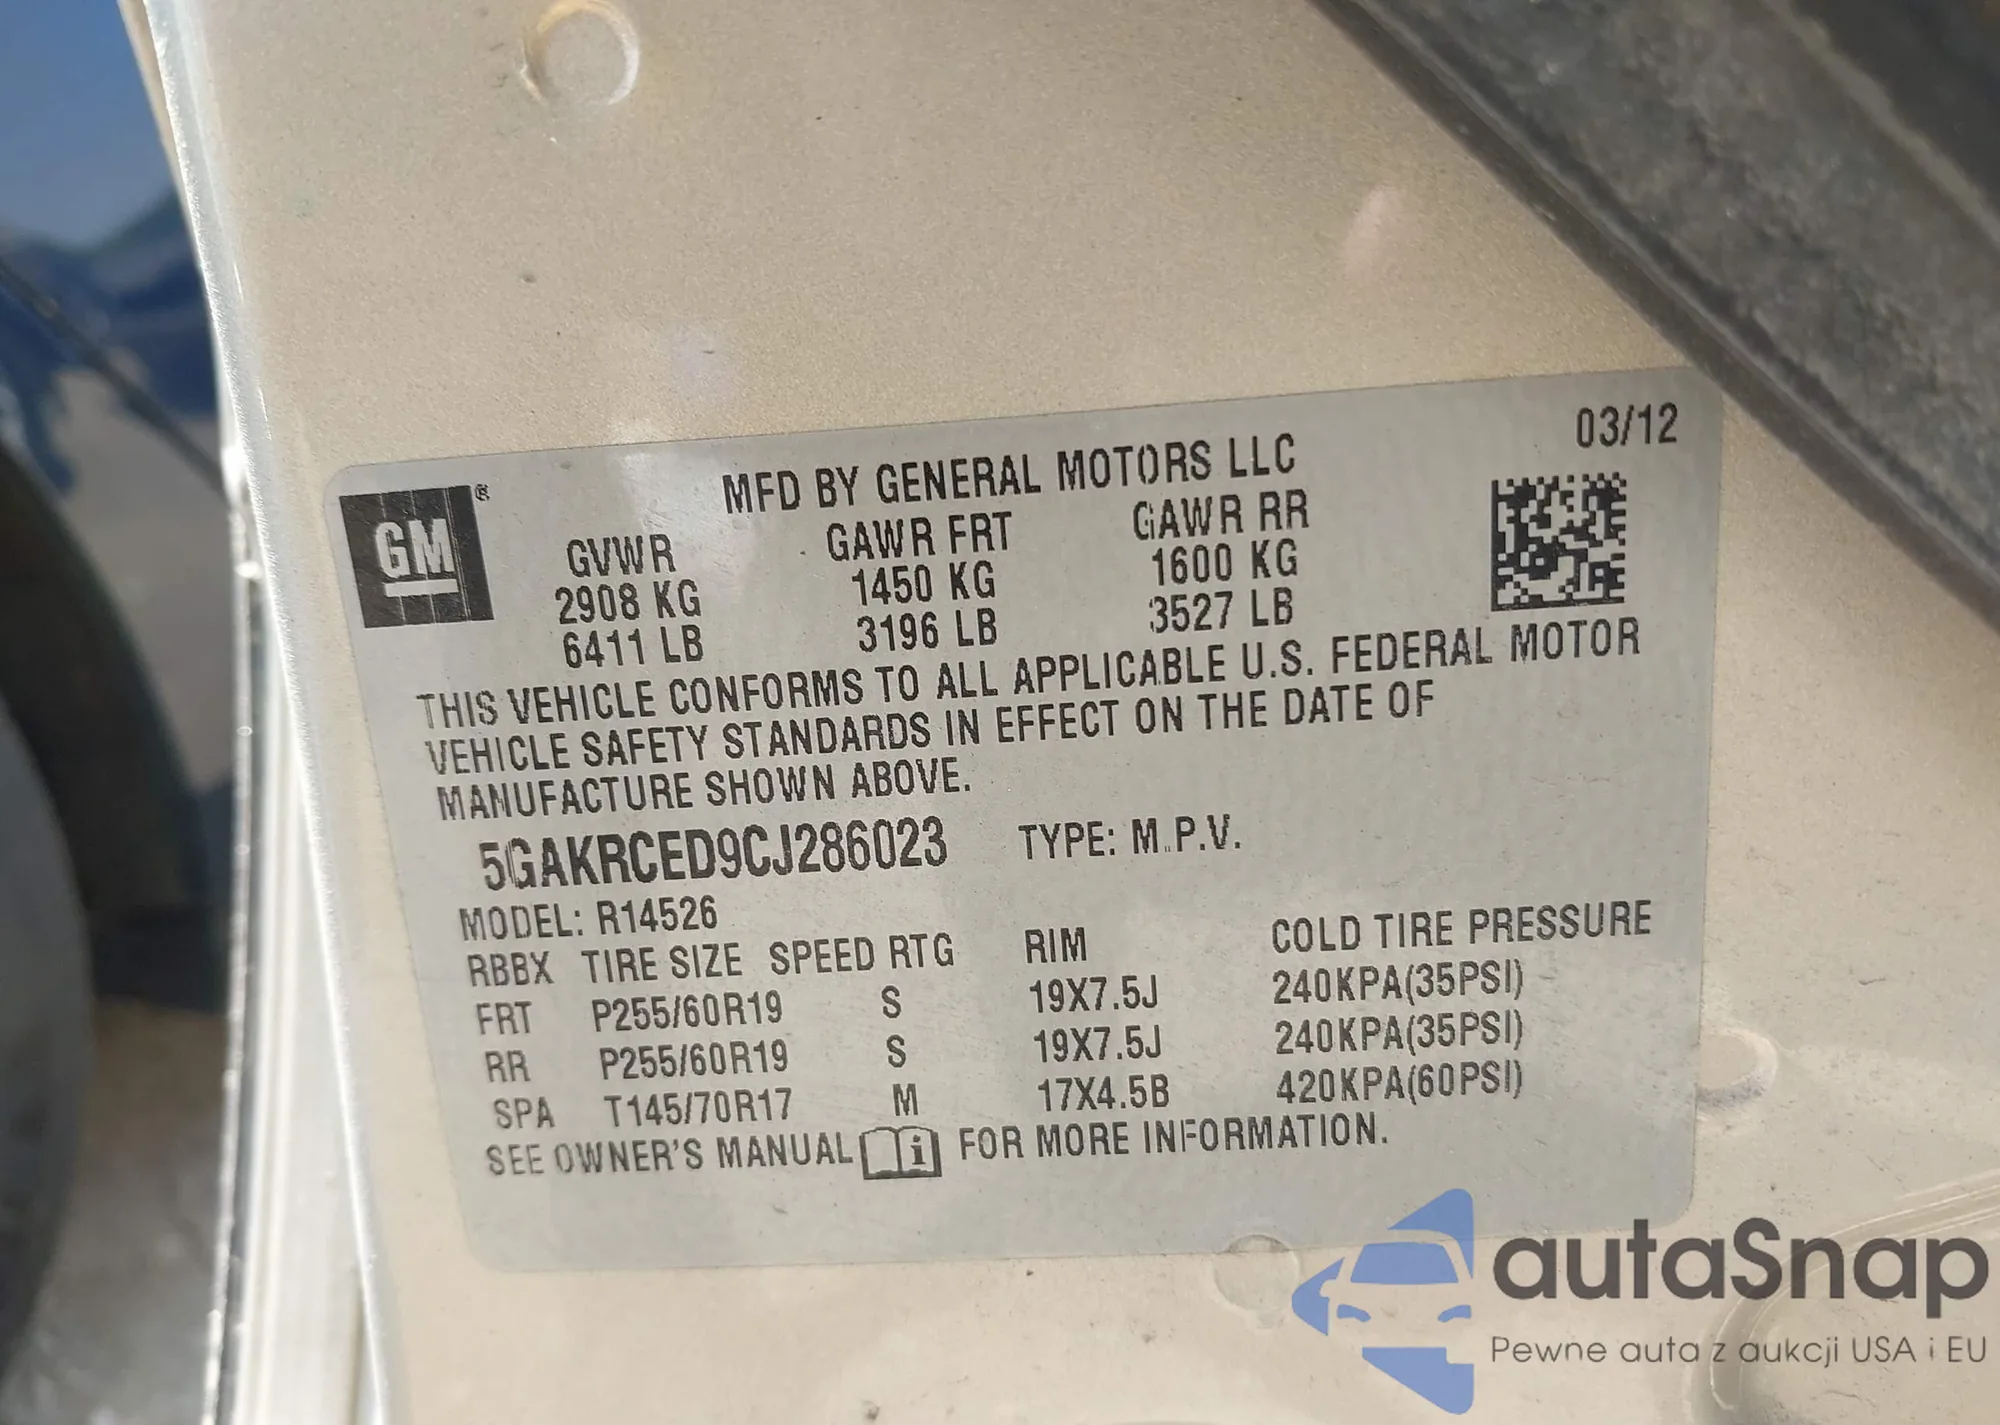 03/12
MFD BY GENERAL MOTORS LLC
GM®
GVWR GAWR FRT GAWR RR
2908 KG 1450 KG 1600 KG
6411 LB 3196 LB 3527 LB
THIS VEHICLE CONFORMS TO ALL APPLICABLE U.S. FEDERAL MOTOR
VEHICLE SAFETY STANDARDS IN EFFECT ON THE DATE OF
MANUFACTURE SHOWN ABOVE.
5GAKRCED9CJ286023 TYPE: M.P.V.
MODEL: R14526
RBBX TIRE SIZE SPEED RTG RIM COLD TIRE PRESSURE
FRT P255/60R19 S 19X7.5J 240KPA(35PSI)
RR P255/60R19 S 19X7.5J 240KPA(35PSI)
SPA T145/70R17 M 17X4.5B 420KPA(60PSI)
SEE OWNER'S MANUAL i FOR MORE INFORMATION.
autaSnap
Pewne auta z aukcji USA i EU